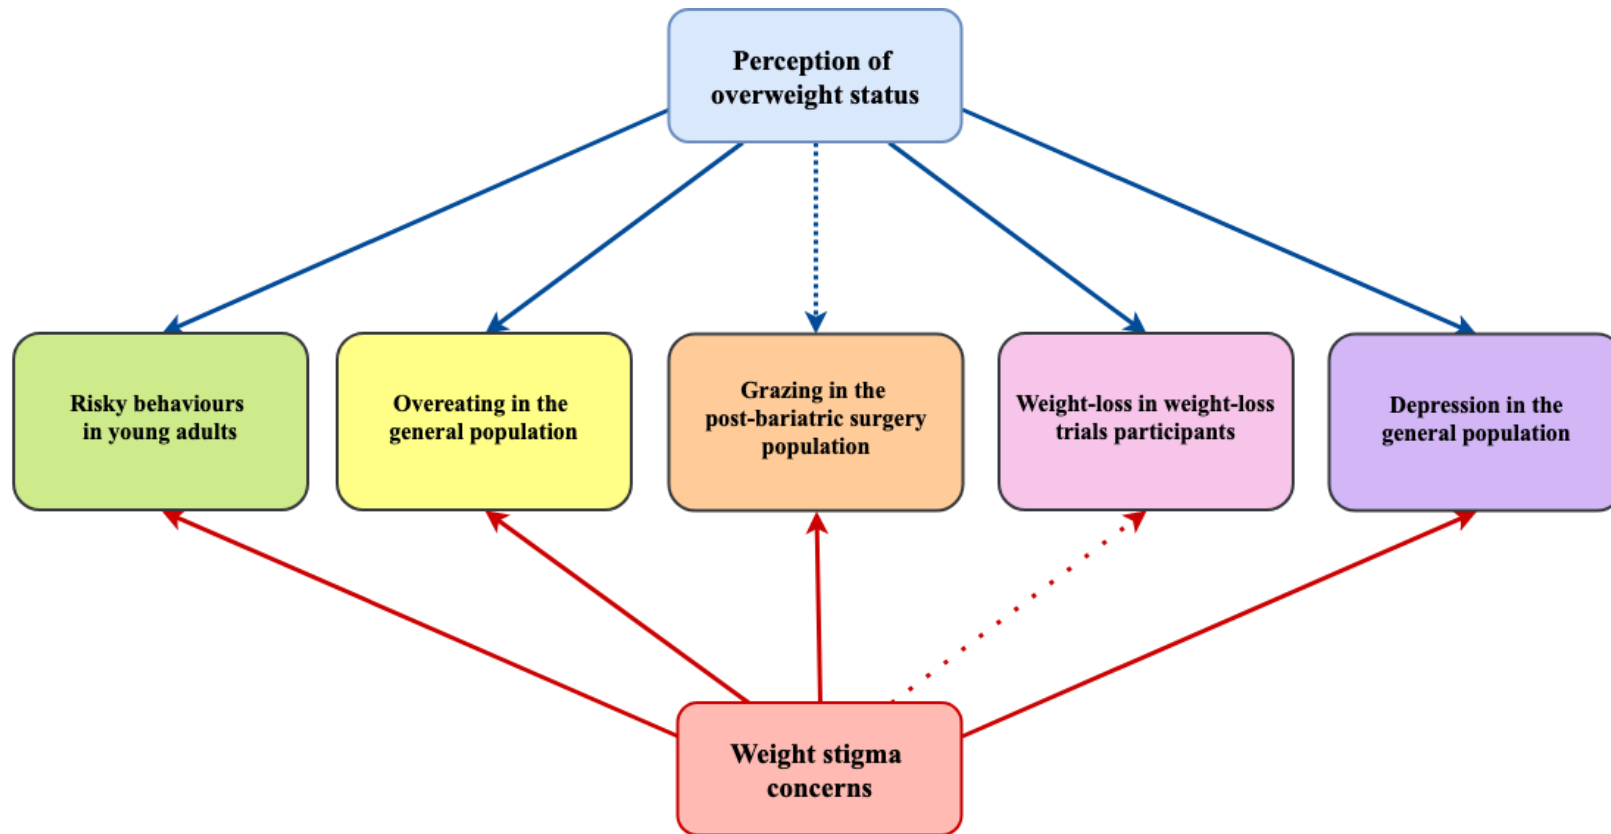 Perception of
overweight status
Risky behaviours
in young adults
Overeating in the
general population
Grazing in the
post-bariatric surgery
population
Weight-loss in weight-loss
trials participants
Depression in the
general population
Weight stigma
concerns